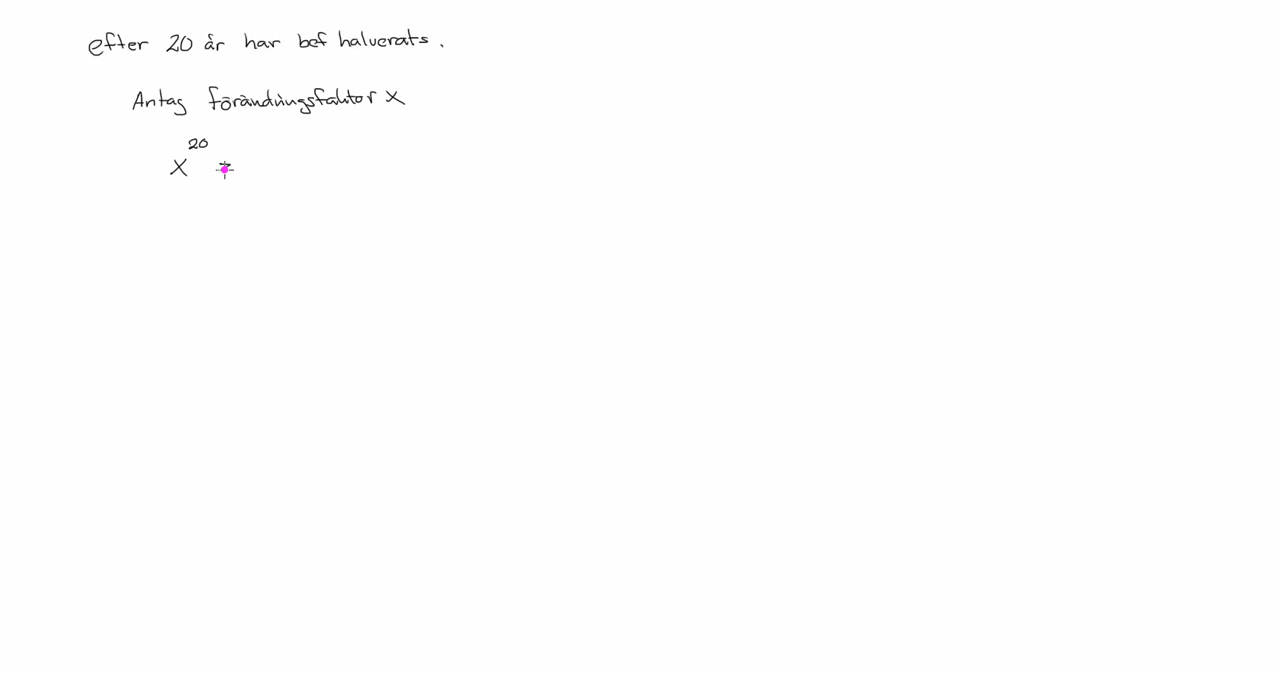 efter 20 år har bef halverats.
Antag förändringsfaktor x
x^20 =